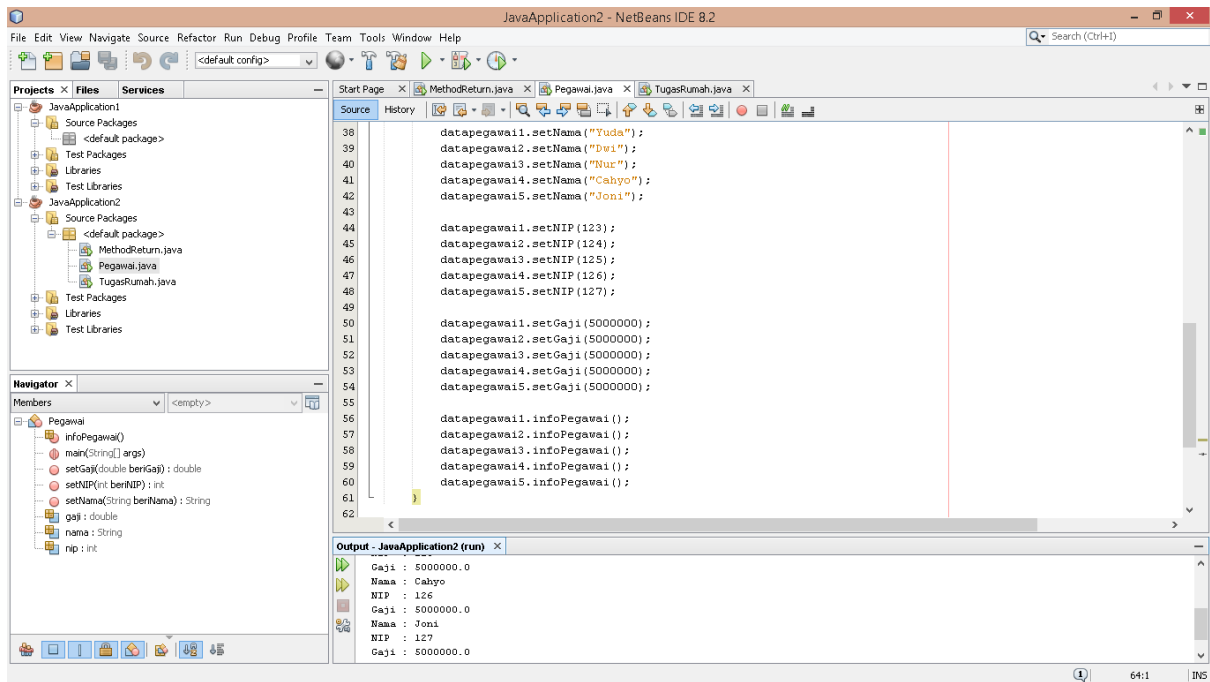 JavaApplication2 - NetBeans IDE 8.2
File Edit View Navigate Source Refactor Run Debug Profile Team Tools Window Help
Search (Ctrl+I)
<default config>
Projects Files Services
JavaApplication1
Source Packages
<default package>
Test Packages
Libraries
Test Libraries
JavaApplication2
Source Packages
<default package>
MethodReturn.java
Pegawai.java
TugasRumah.java
Test Packages
Libraries
Test Libraries
Navigator
Members
<empty>
Pegawai
infoPegawai()
main(String[] args)
setGaji(double beriGaji) : double
setNIP(int beriNIP) : int
setNama(String beriNama) : String
gaji : double
nama : String
nip : int
Start Page MethodReturn.java Pegawai.java TugasRumah.java
Source History
38 datapegawai1.setNama("Yuda");
39 datapegawai2.setNama("Dwi");
40 datapegawai3.setNama("Nur");
41 datapegawai4.setNama("Cahyo");
42 datapegawai5.setNama("Joni");
43
44 datapegawai1.setNIP(123);
45 datapegawai2.setNIP(124);
46 datapegawai3.setNIP(125);
47 datapegawai4.setNIP(126);
48 datapegawai5.setNIP(127);
49
50 datapegawai1.setGaji(5000000);
51 datapegawai2.setGaji(5000000);
52 datapegawai3.setGaji(5000000);
53 datapegawai4.setGaji(5000000);
54 datapegawai5.setGaji(5000000);
55
56 datapegawai1.infoPegawai();
57 datapegawai2.infoPegawai();
58 datapegawai3.infoPegawai();
59 datapegawai4.infoPegawai();
60 datapegawai5.infoPegawai();
61 }
62
Output - JavaApplication2 (run)
Gaji : 5000000.0
Nama : Cahyo
NIP : 126
Gaji : 5000000.0
Nama : Joni
NIP : 127
Gaji : 5000000.0
1
64:1
INS